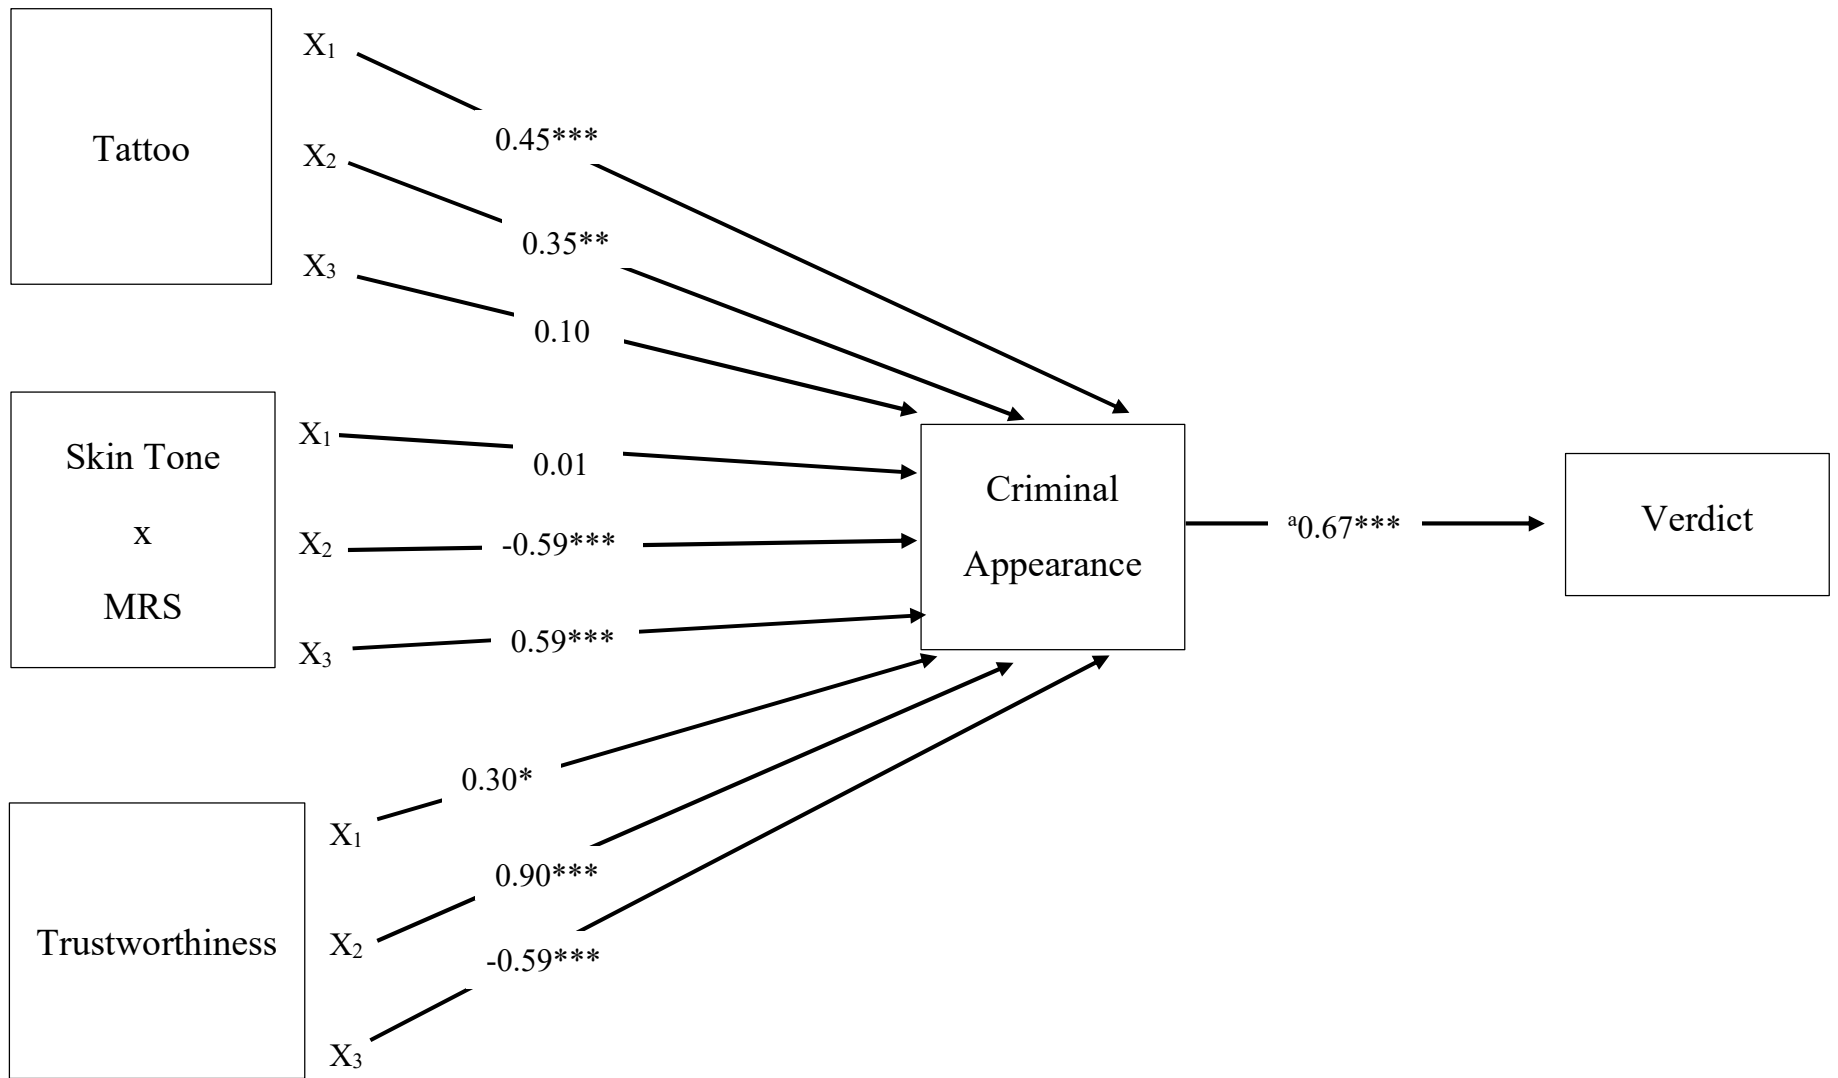 Tattoo
X₁
0.45***
X₂
0.35**
X₃
0.10
Skin Tone
x
MRS
X₁
0.01
X₂
-0.59***
X₃
0.59***
Trustworthiness
X₁
0.30*
X₂
0.90***
X₃
-0.59***
Criminal
Appearance
ᵃ0.67***
Verdict